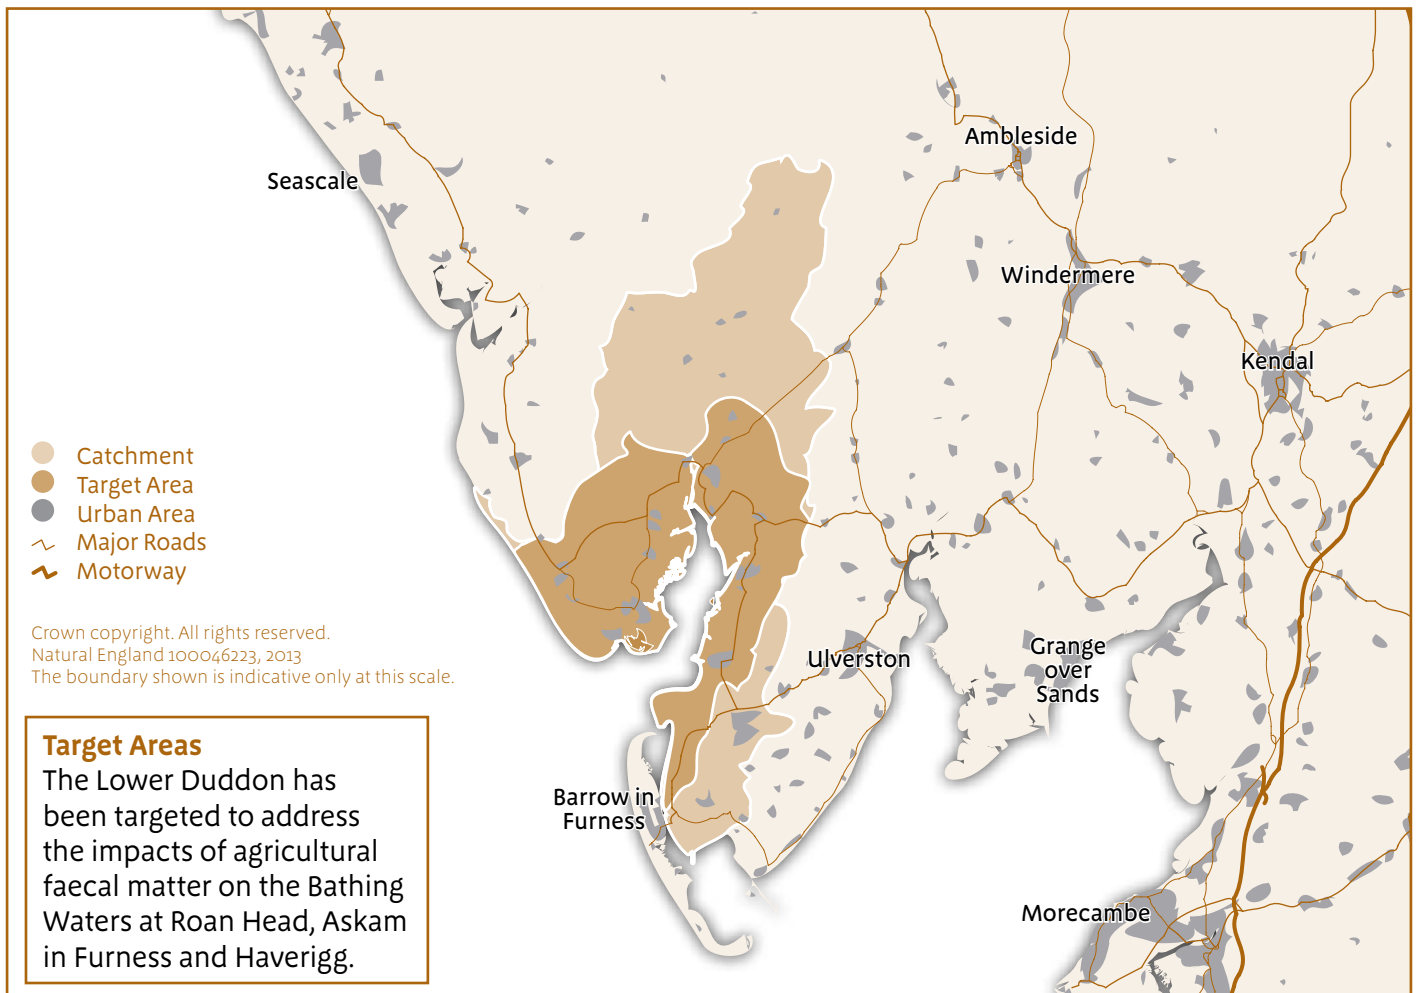 Ambleside
Seascale
Windermere
Kendal
Catchment
Target Area
Urban Area
Major Roads
Motorway
Crown copyright. All rights reserved.
Natural England 100046223, 2013
The boundary shown is indicative only at this scale.
Ulverston
Grange
over
Sands
Target Areas
The Lower Duddon has
been targeted to address
the impacts of agricultural
faecal matter on the Bathing
Waters at Roan Head, Askam
in Furness and Haverigg.
Barrow in
Furness
Morecambe